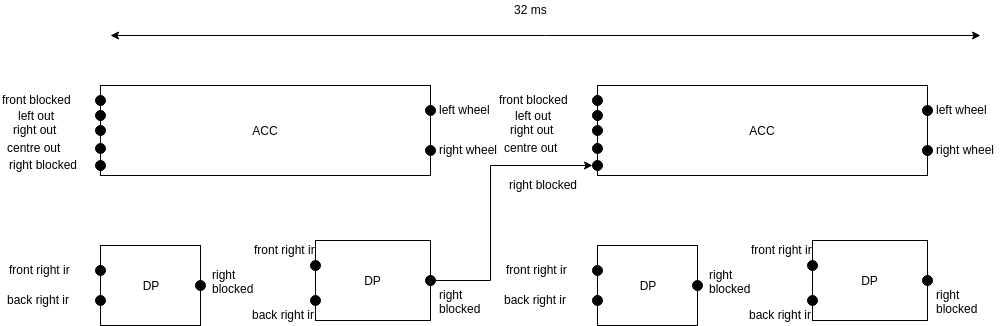 32 ms
front blocked
left out
right out
centre out
right blocked
ACC
left wheel
right wheel
front blocked
left out
right out
centre out
right blocked
ACC
left wheel
right wheel
front right ir
back right ir
DP
right
blocked
front right ir
back right ir
DP
right
blocked
front right ir
back right ir
DP
right
blocked
front right ir
back right ir
DP
right
blocked